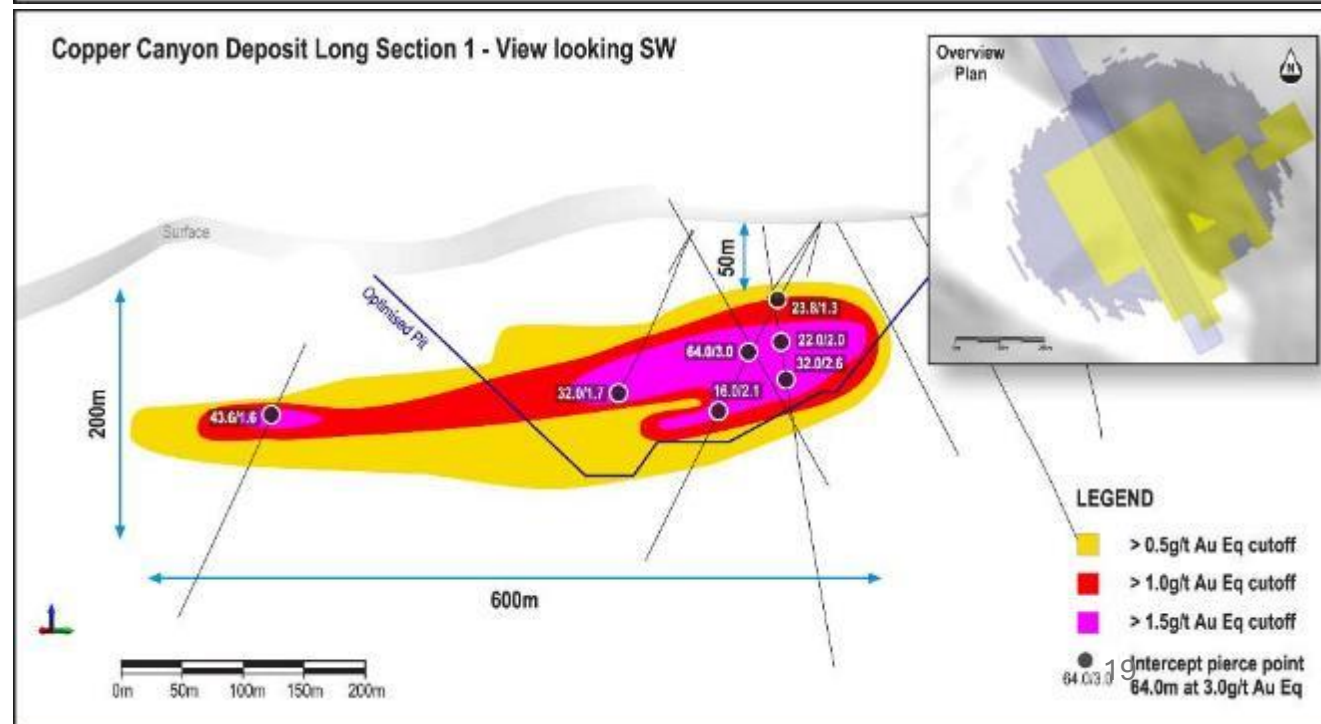 Copper Canyon Deposit Long Section 1 - View looking SW
Overview
Plan
N
Surface
50m
Optimised Pit
23.8/1.3
22.0/2.0
64.0/3.0
32.0/2.6
32.0/1.7
16.0/2.1
43.6/1.6
200m
600m
LEGEND
> 0.5g/t Au Eq cutoff
> 1.0g/t Au Eq cutoff
> 1.5g/t Au Eq cutoff
Intercept pierce point
64.0/3.0
64.0m at 3.0g/t Au Eq
19
0m 50m 100m 150m 200m